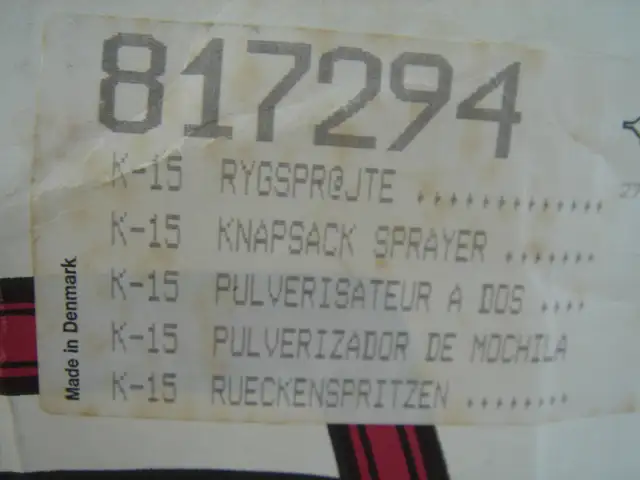 817294
K-15 RYGSPR@JTE .............
K-15 KNAPSACK SPRAYER .......
K-15 PULVERISATEUR A DOS ....
K-15 PULVERIZADOR DE MOCHILA
K-15 RUECKENSPRITZEN ........
Made in Denmark